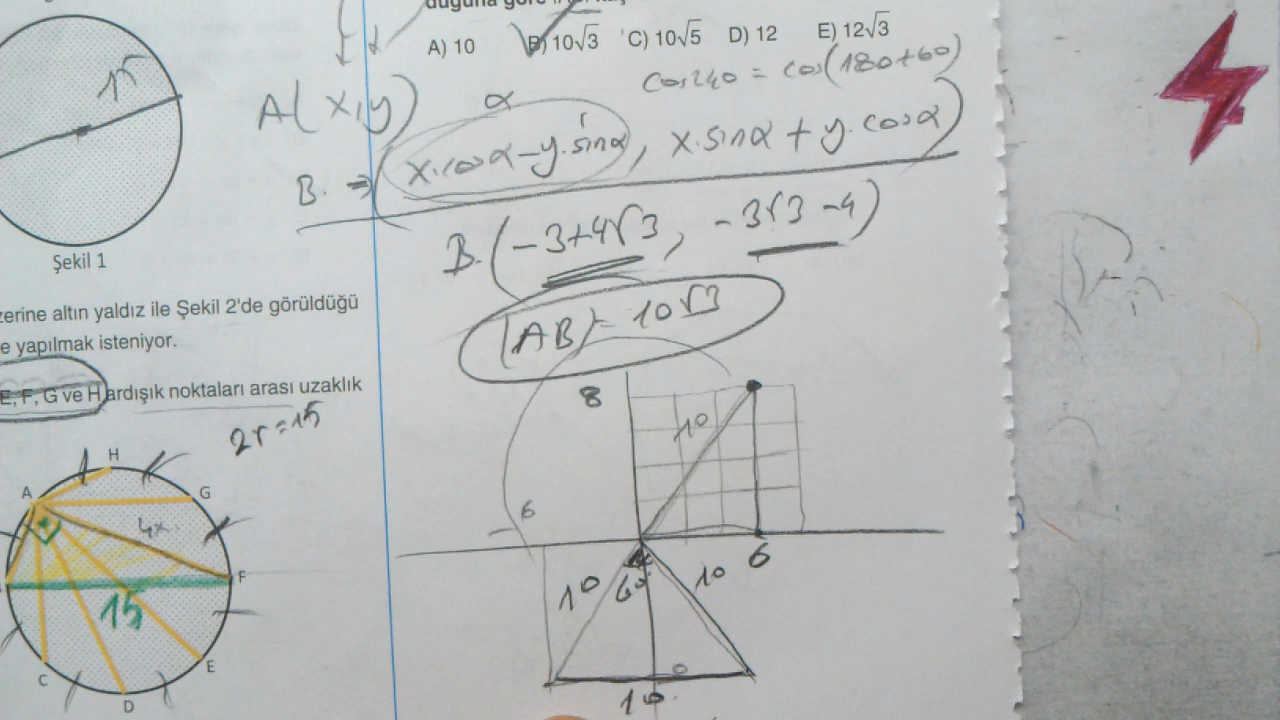 duğuna göre
A) 10 B) 10√3 C) 10√5 D) 12 E) 12√3
cos240 = cos(180+60)
15
α
A(x,y)
α
B. ⇒ (x.cosα-y.sinα, x.sinα + y.cosα)
B. (-3+4√3, -3√3 -4)
|AB| = 10√3
Şekil 1
zerine altın yaldız ile Şekil 2'de görüldüğü
e yapılmak isteniyor.
E, F, G ve H ardışık noktaları arası uzaklık
2r=15
8
10
6
6
10
60
10
10
H
A
G
4x
F
15
E
C
D